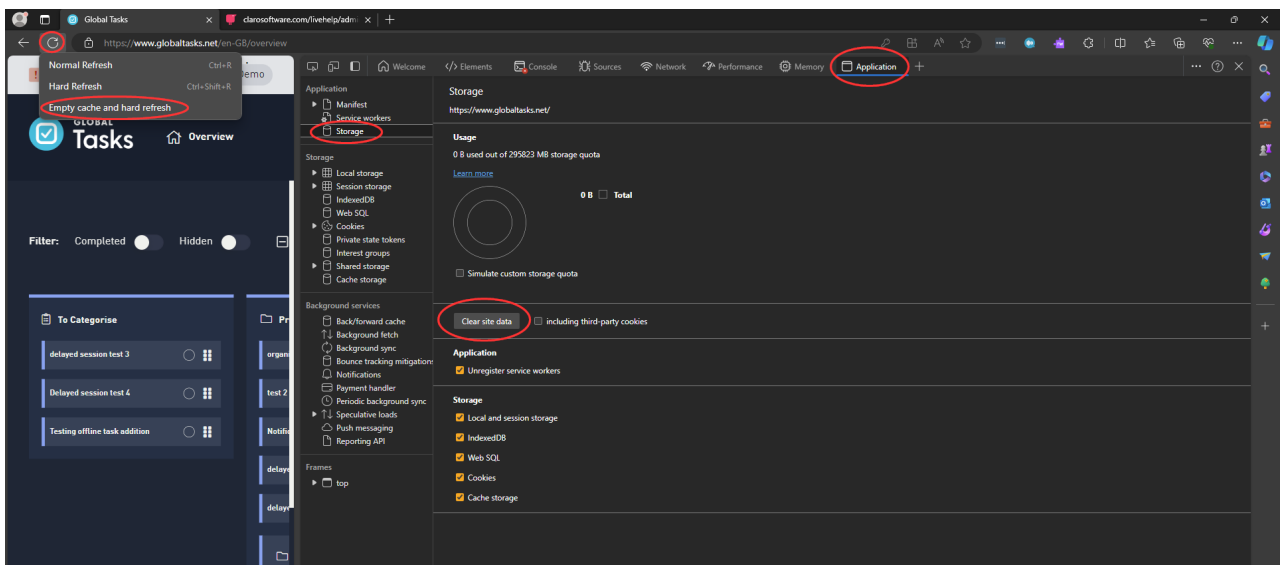 Global Tasks
clarosoftware.com/livehelp/admi
https://www.globaltasks.net/en-GB/overview
Normal Refresh Ctrl+R
Hard Refresh Ctrl+Shift+R
Empty cache and hard refresh
GLOBAL
Tasks
Overview
Filter: Completed Hidden
To Categorise
delayed session test 3
Delayed session test 4
Testing offline task addition
test 2
Welcome
Elements
Console
Sources
Network
Performance
Memory
Application
Application
Manifest
Service workers
Storage
Storage
Local storage
Session storage
IndexedDB
Web SQL
Cookies
Private state tokens
Interest groups
Shared storage
Cache storage
Background services
Back/forward cache
Background fetch
Background sync
Bounce tracking mitigations
Notifications
Payment handler
Periodic background sync
Speculative loads
Push messaging
Reporting API
Frames
top
Storage
https://www.globaltasks.net/
Usage
0 B used out of 295823 MB storage quota
Learn more
0 B Total
Simulate custom storage quota
Clear site data including third-party cookies
Application
Unregister service workers
Storage
Local and session storage
IndexedDB
Web SQL
Cookies
Cache storage